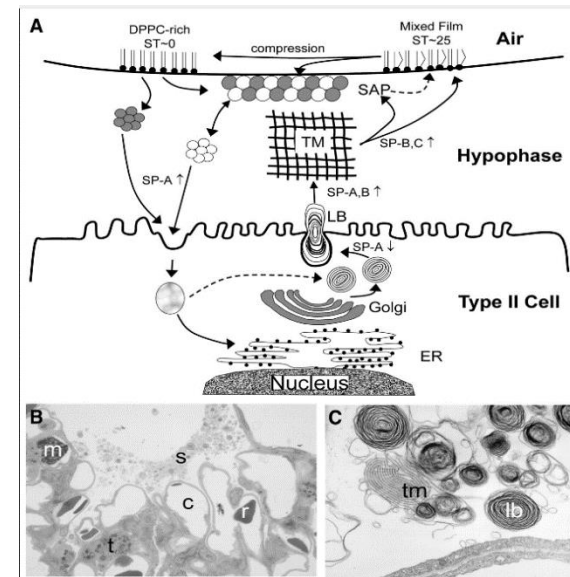 A
DPPC-rich
ST~0
compression
Mixed Film
ST~25
Air
SAP
TM
SP-B,C ↑
Hypophase
SP-A ↑
SP-A,B ↑
LB
SP-A ↓
Golgi
Type II Cell
ER
Nucleus
B
m
s
c
r
t
C
tm
lb